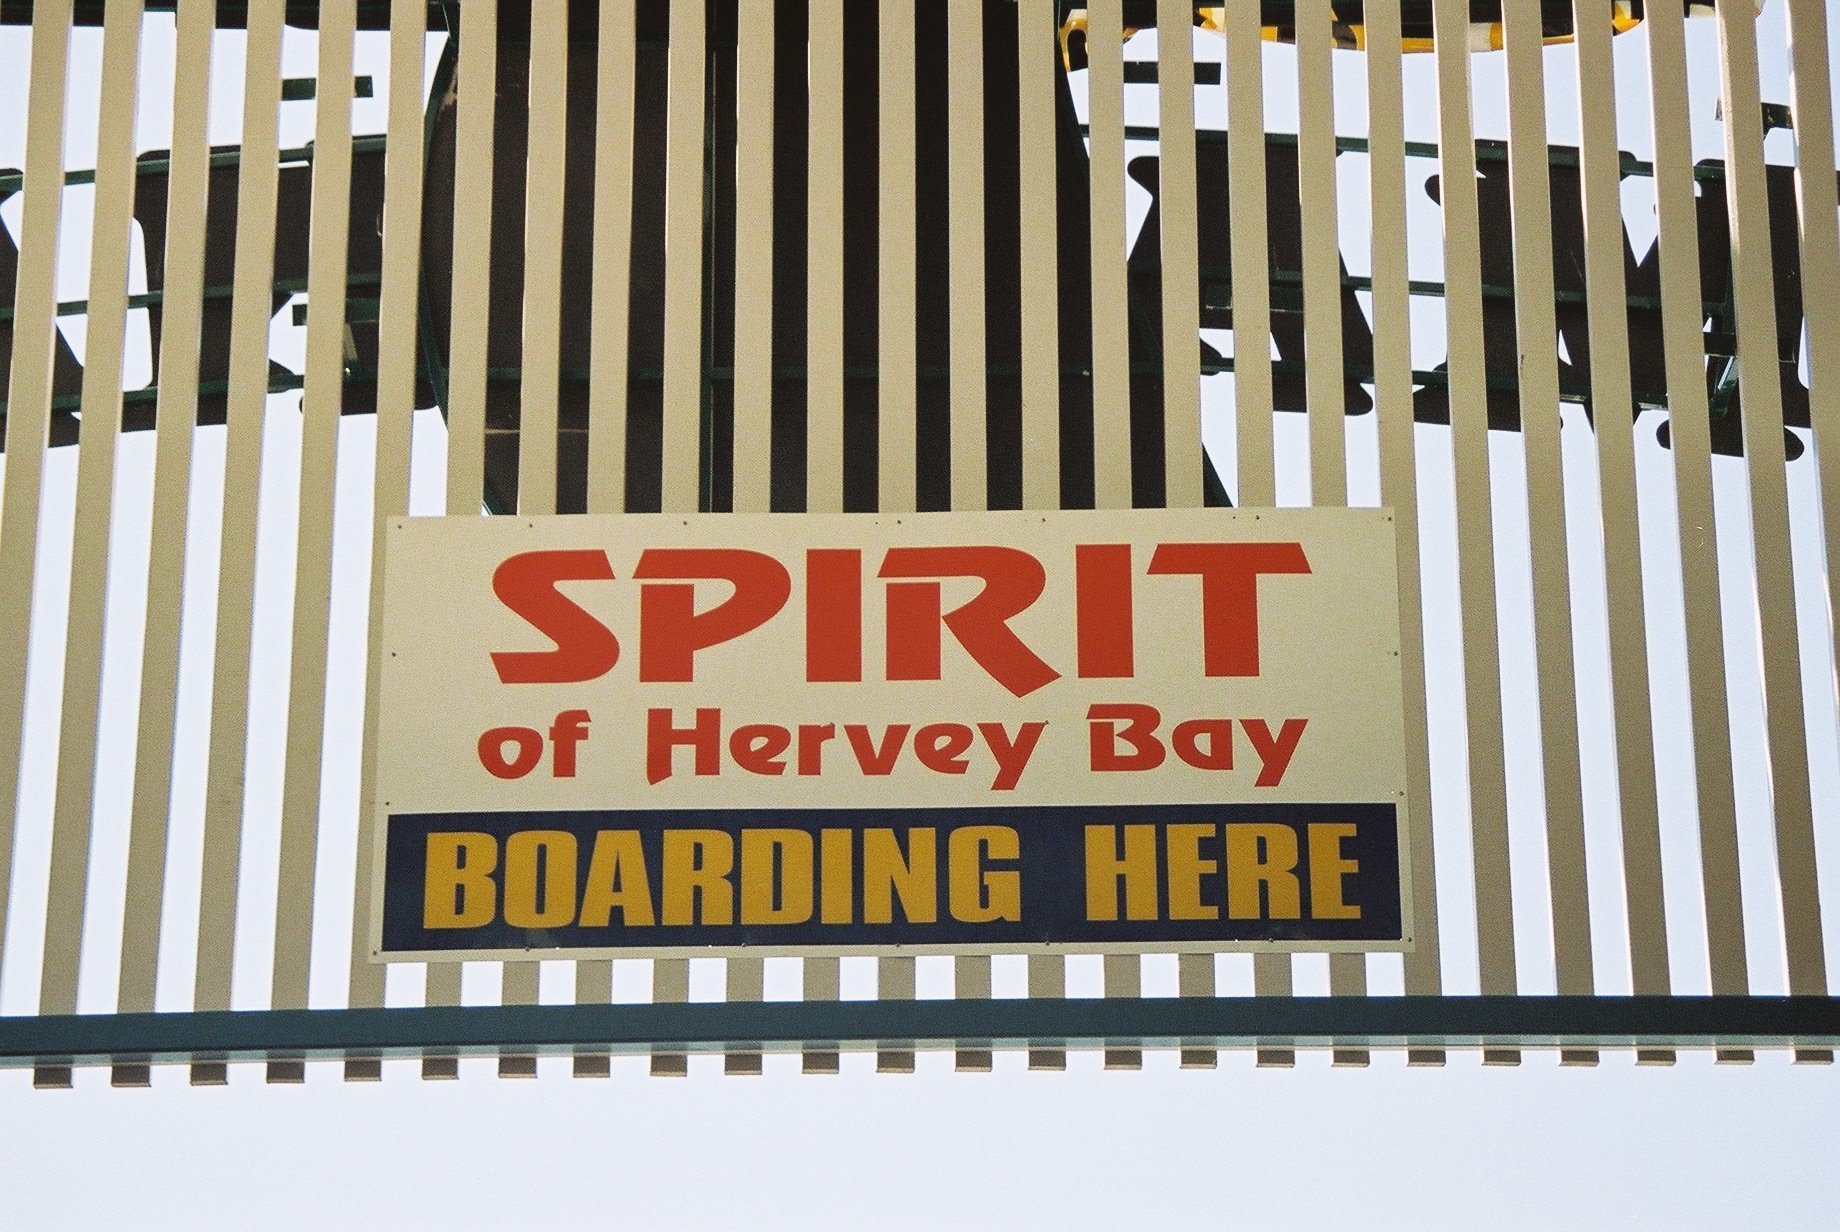 SPIRIT
of Hervey Bay
BOARDING HERE